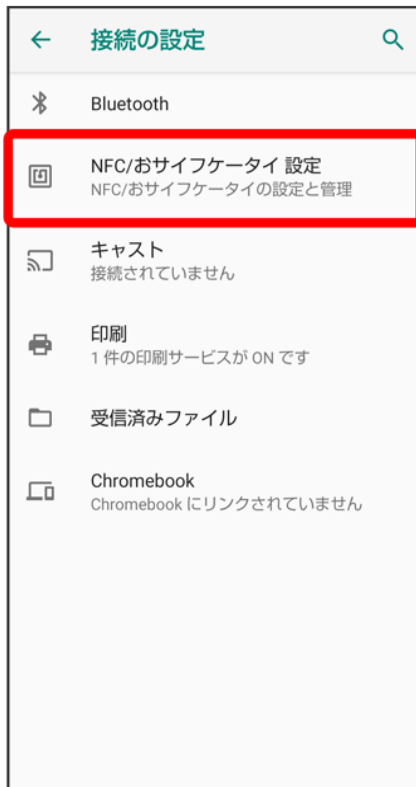 接続の設定
Bluetooth
NFC/おサイフケータイ 設定
NFC/おサイフケータイの設定と管理
キャスト
接続されていません
印刷
1 件の印刷サービスが ON です
受信済みファイル
Chromebook
Chromebook にリンクされていません